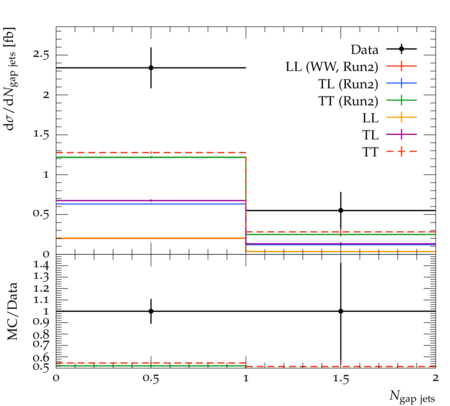 dσ/dN_gap jets [fb]
2.5
2
1.5
1
0.5
0
Data
LL (WW, Run2)
TL (Run2)
TT (Run2)
LL
TL
TT
MC/Data
1.4
1.3
1.2
1.1
1
0.9
0.8
0.7
0.6
0.5
0
0.5
1
1.5
2
N_gap jets